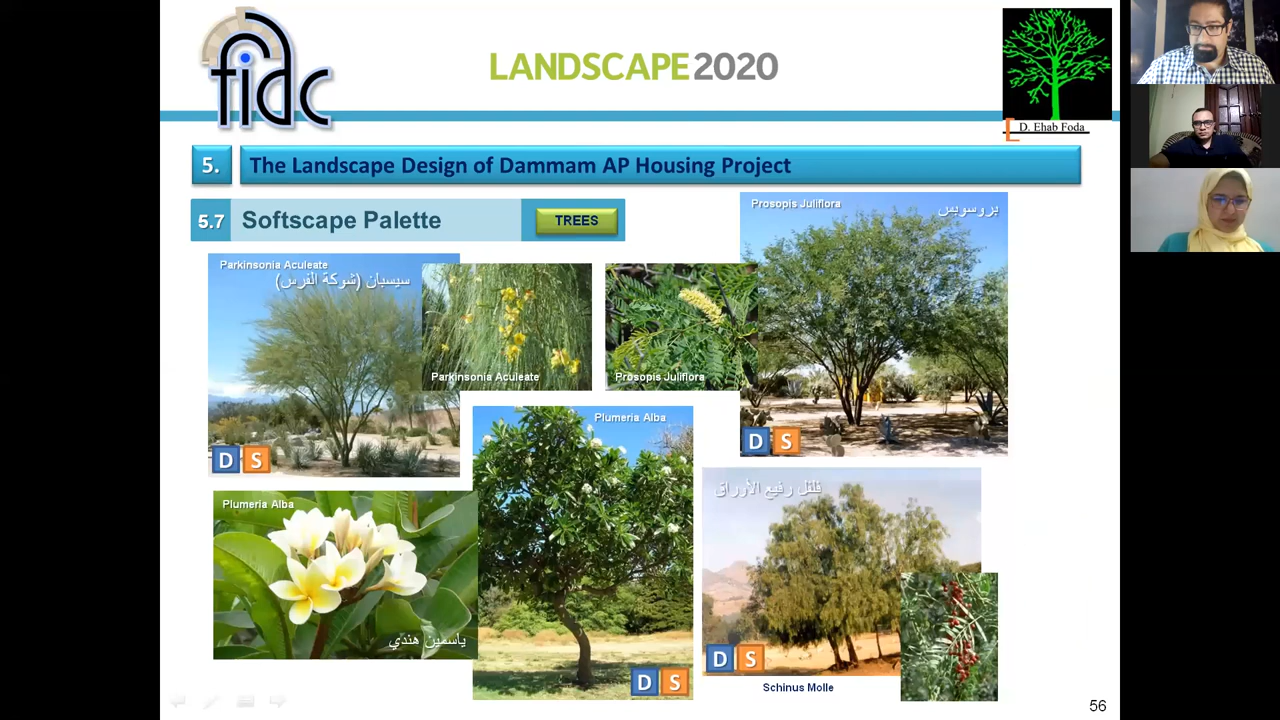 fidc
LANDSCAPE2020
D. Ehab Foda
5.
The Landscape Design of Dammam AP Housing Project
5.7
Softscape Palette
TREES
Parkinsonia Aculeate
سيسبان (شوكة الفرس)
D S
Parkinsonia Aculeate
Prosopis Juliflora
Prosopis Juliflora
بروسوبس
D S
Plumeria Alba
ياسمين هندي
Plumeria Alba
D S
فلفل رفيع الأوراق
D S
Schinus Molle
56